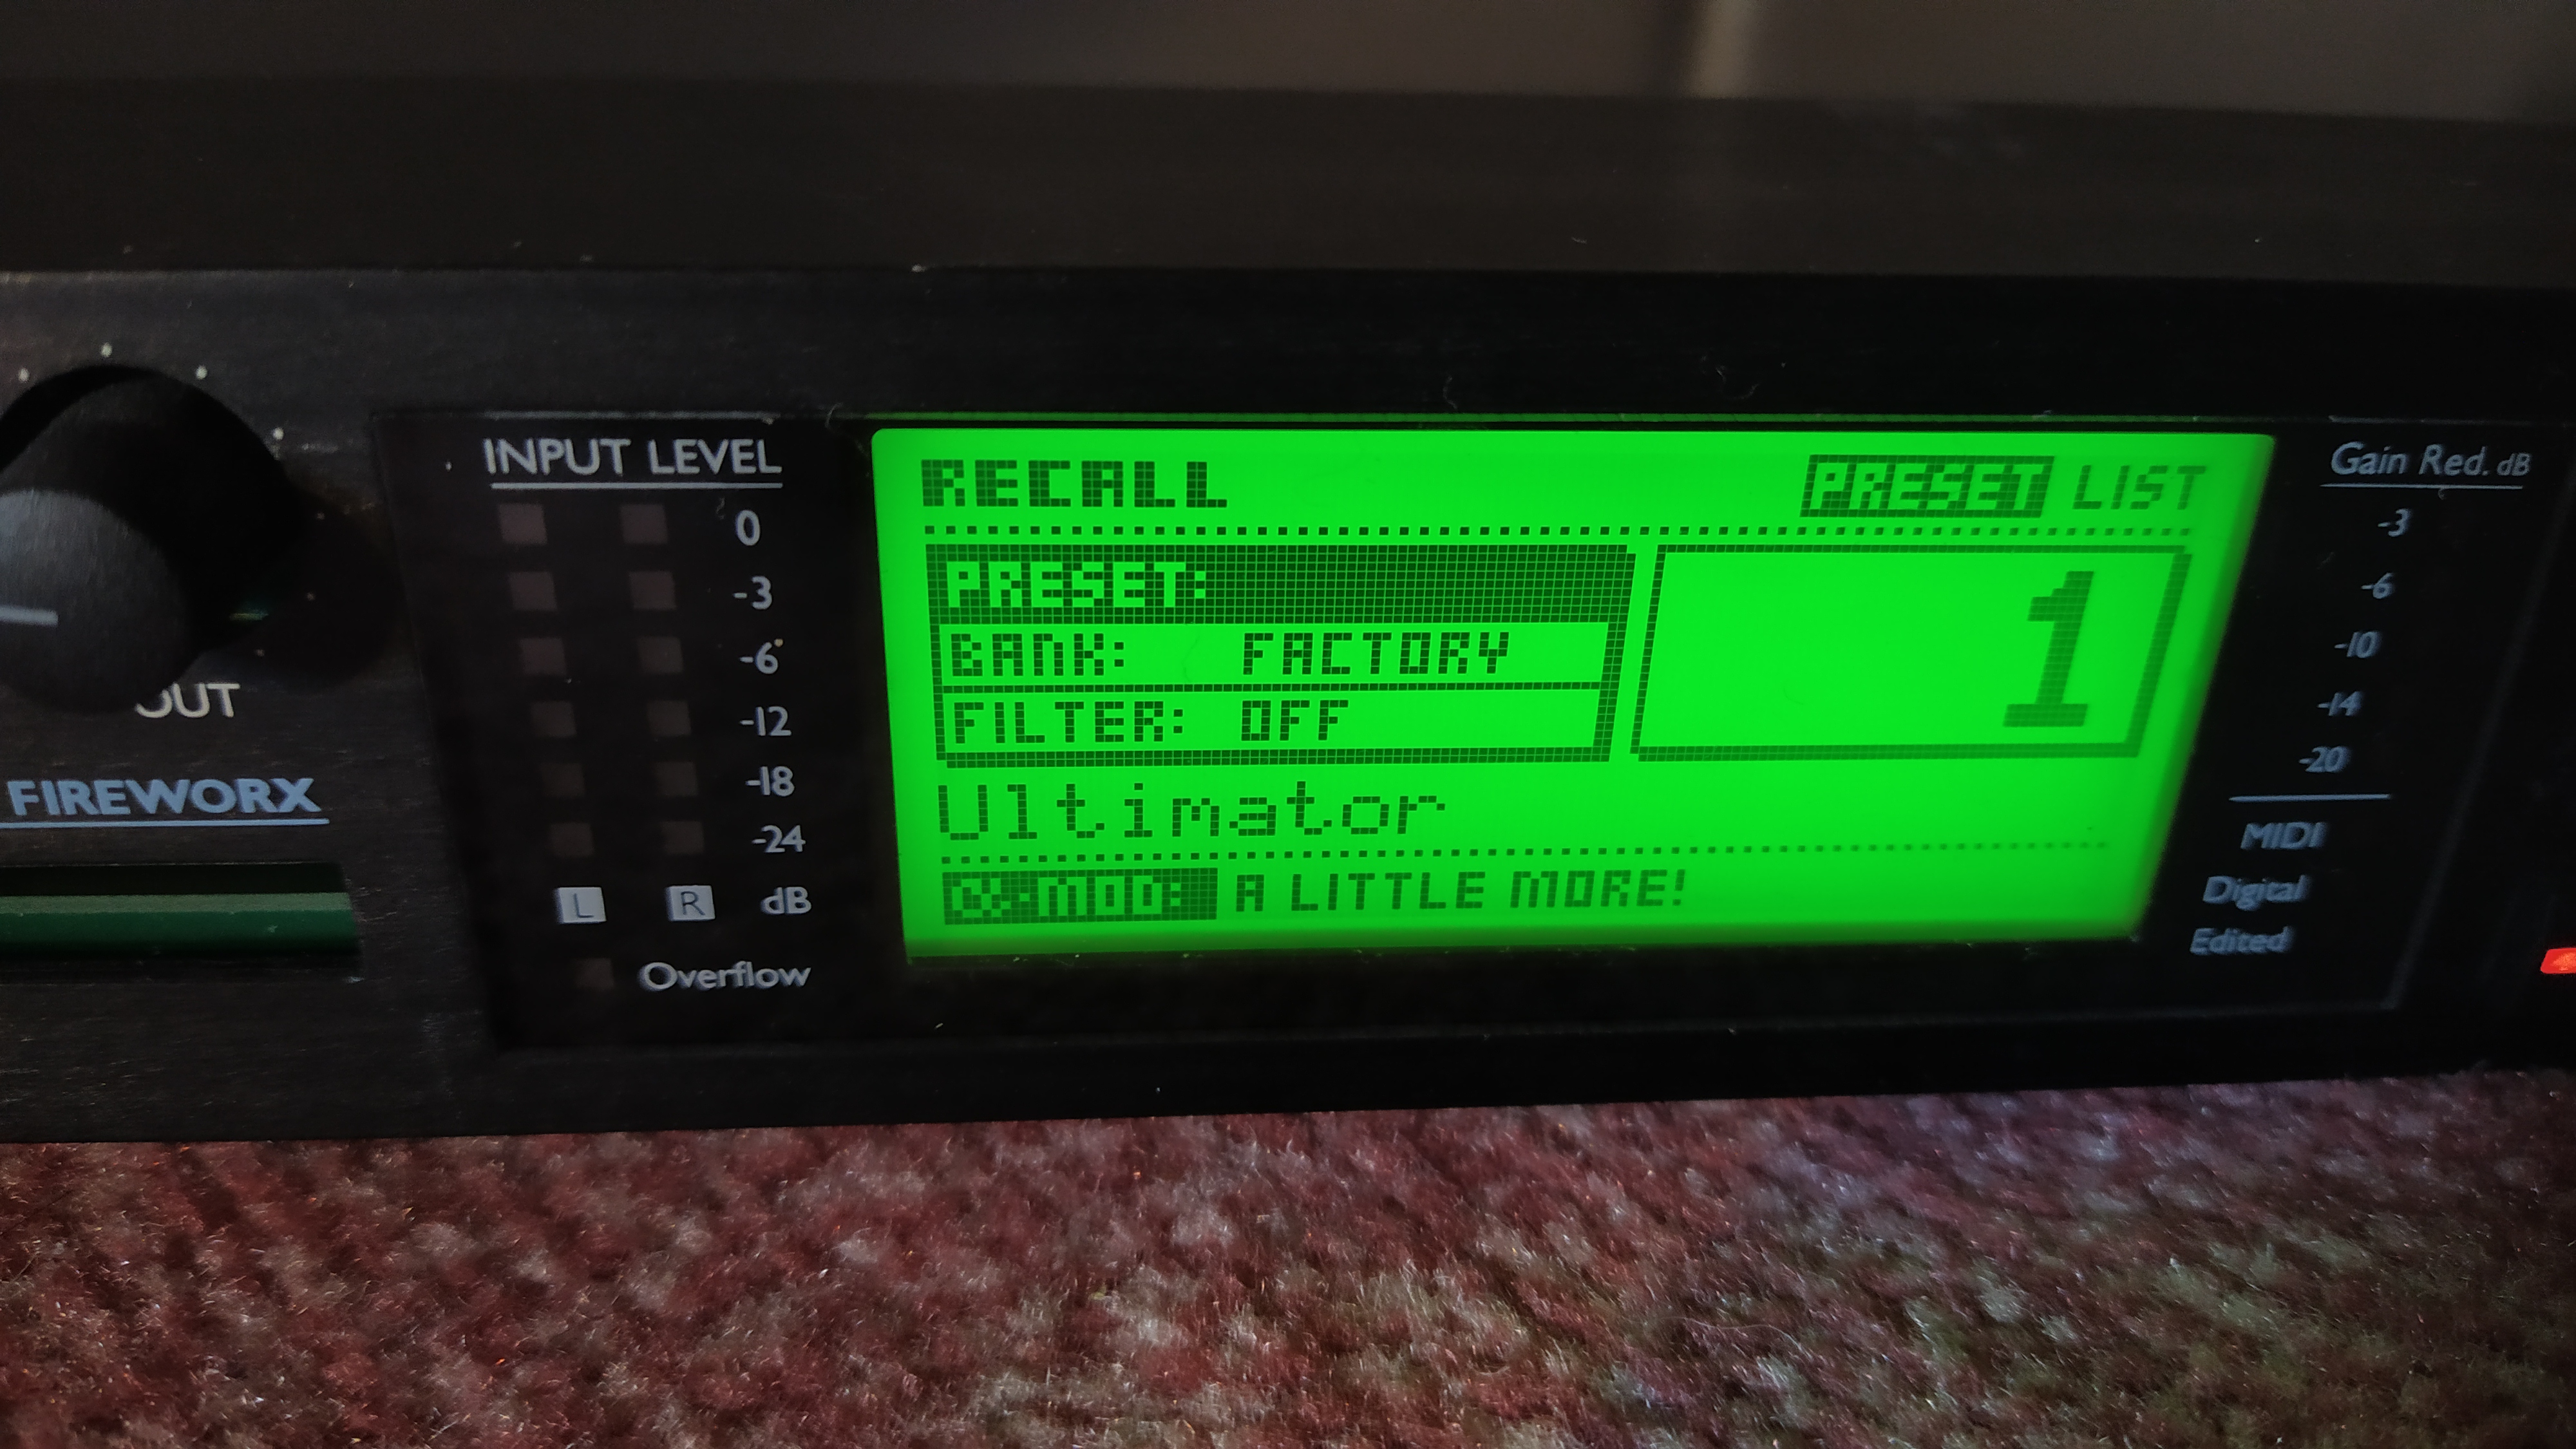 INPUT LEVEL
0
-3
-6
-12
-18
-24
L R dB
Overflow
OUT
FIREWORX
RECALL PRESET LIST
PRESET:
BANK: FACTORY
FILTER: OFF
1
Ultimator
MOD: A LITTLE MORE!
Gain Red. dB
-3
-6
-10
-14
-20
MIDI
Digital
Edited